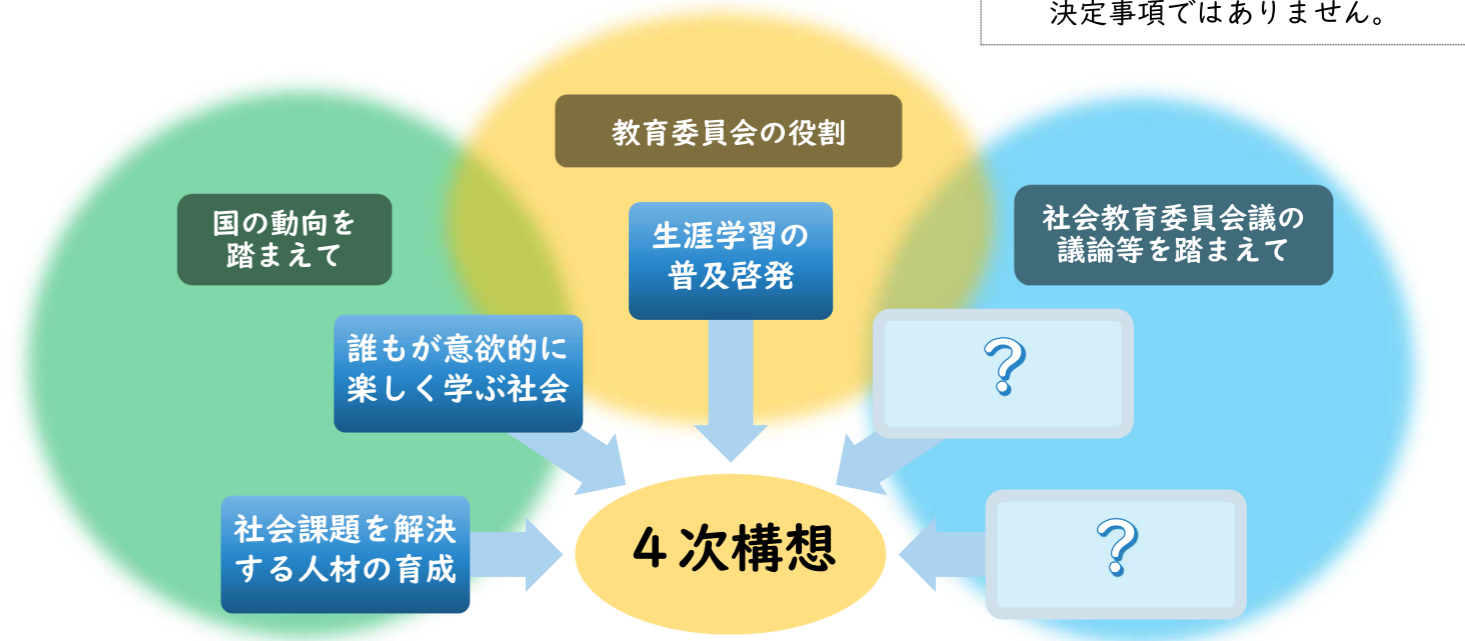 決定事項ではありません。
教育委員会の役割
国の動向を
踏まえて
生涯学習の
普及啓発
社会教育委員会議の
議論等を踏まえて
誰もが意欲的に
楽しく学ぶ社会
?
社会課題を解決
する人材の育成
4次構想
?